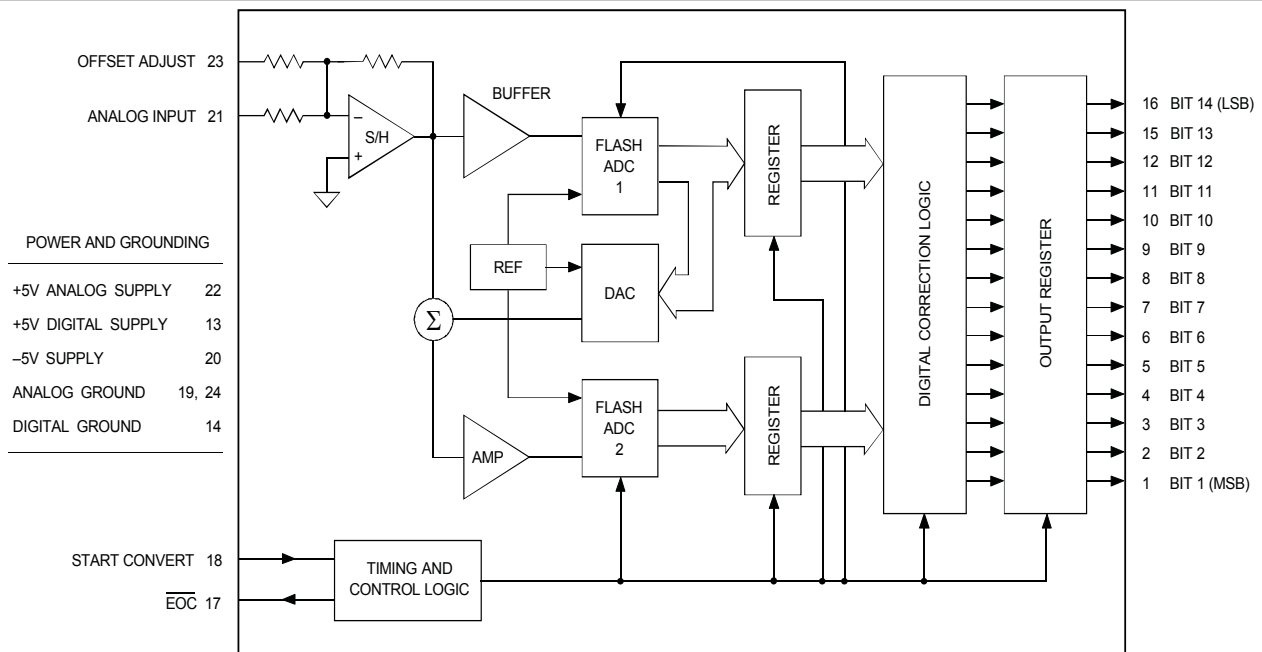 OFFSET ADJUST 23
ANALOG INPUT 21
BUFFER
–
S/H
+
FLASH
ADC
1
REGISTER
REF
DAC
Σ
POWER AND GROUNDING
+5V ANALOG SUPPLY 22
+5V DIGITAL SUPPLY 13
–5V SUPPLY 20
ANALOG GROUND 19, 24
DIGITAL GROUND 14
AMP
FLASH
ADC
2
REGISTER
DIGITAL CORRECTION LOGIC
OUTPUT REGISTER
16 BIT 14 (LSB)
15 BIT 13
12 BIT 12
11 BIT 11
10 BIT 10
9 BIT 9
8 BIT 8
7 BIT 7
6 BIT 6
5 BIT 5
4 BIT 4
3 BIT 3
2 BIT 2
1 BIT 1 (MSB)
START CONVERT 18
EOC 17
TIMING AND
CONTROL LOGIC